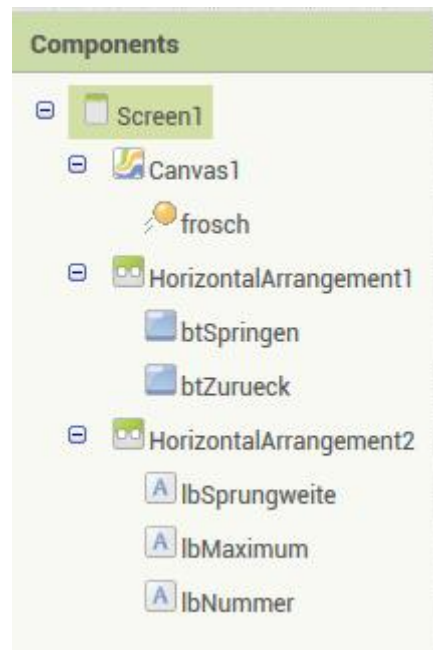 Components
Screen1
Canvas1
frosch
HorizontalArrangement1
btSpringen
btZurueck
HorizontalArrangement2
A lbSprungweite
A lbMaximum
A lbNummer